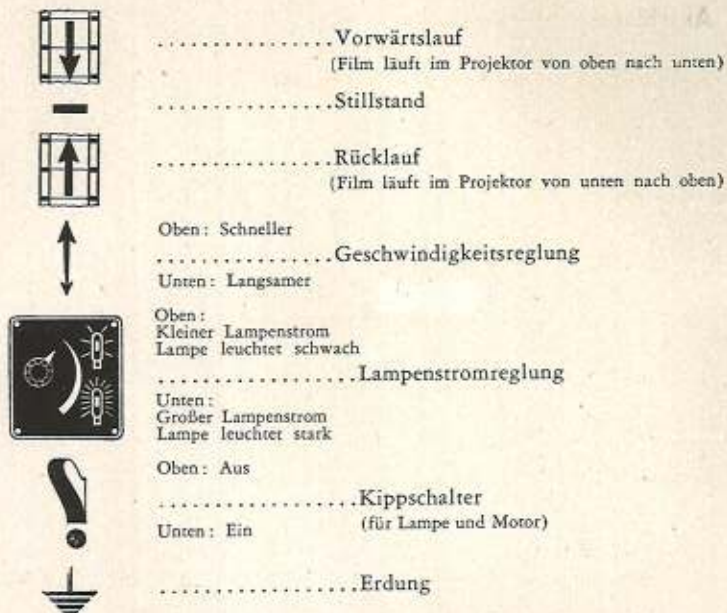 ................Vorwärtslauf
(Film läuft im Projektor von oben nach unten)
................Stillstand
................Rücklauf
(Film läuft im Projektor von unten nach oben)
Oben: Schneller
................Geschwindigkeitsreglung
Unten: Langsamer
Oben:
Kleiner Lampenstrom
Lampe leuchtet schwach
..................Lampenstromreglung
Unten:
Großer Lampenstrom
Lampe leuchtet stark
Oben: Aus
..................Kippschalter
Unten: Ein (für Lampe und Motor)
..................Erdung